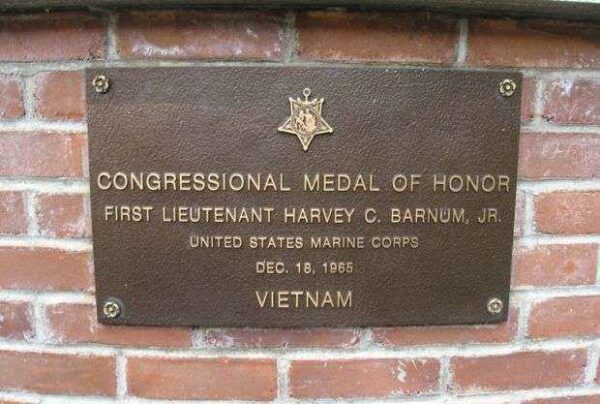 CONGRESSIONAL MEDAL OF HONOR
FIRST LIEUTENANT HARVEY C. BARNUM, JR.
UNITED STATES MARINE CORPS
DEC. 18, 1965
VIETNAM